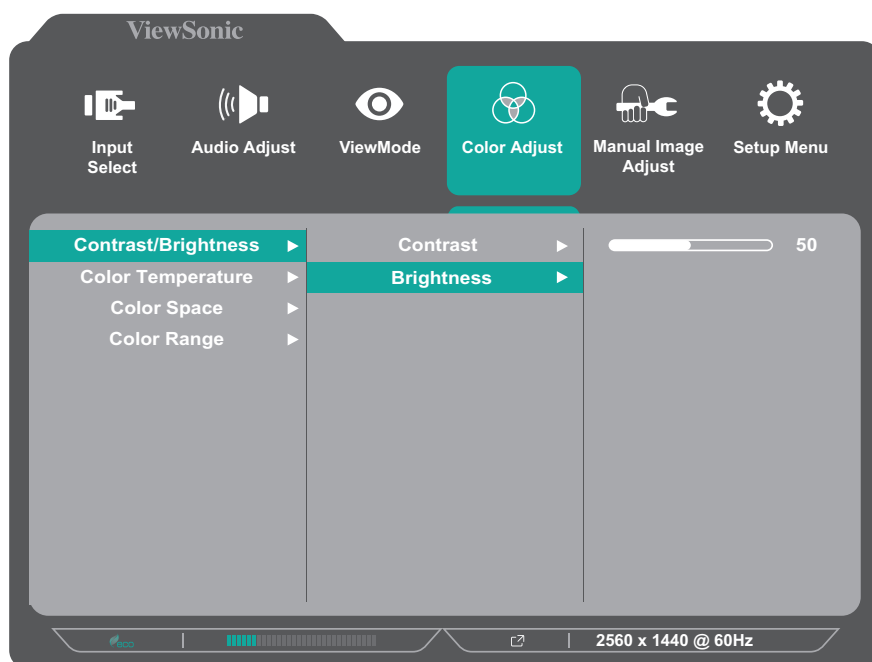 ViewSonic
Input
Select
Audio Adjust
ViewMode
Color Adjust
Manual Image
Adjust
Setup Menu
Contrast/Brightness
Contrast
50
Color Temperature
Brightness
Color Space
Color Range
eco
2560 x 1440 @ 60Hz